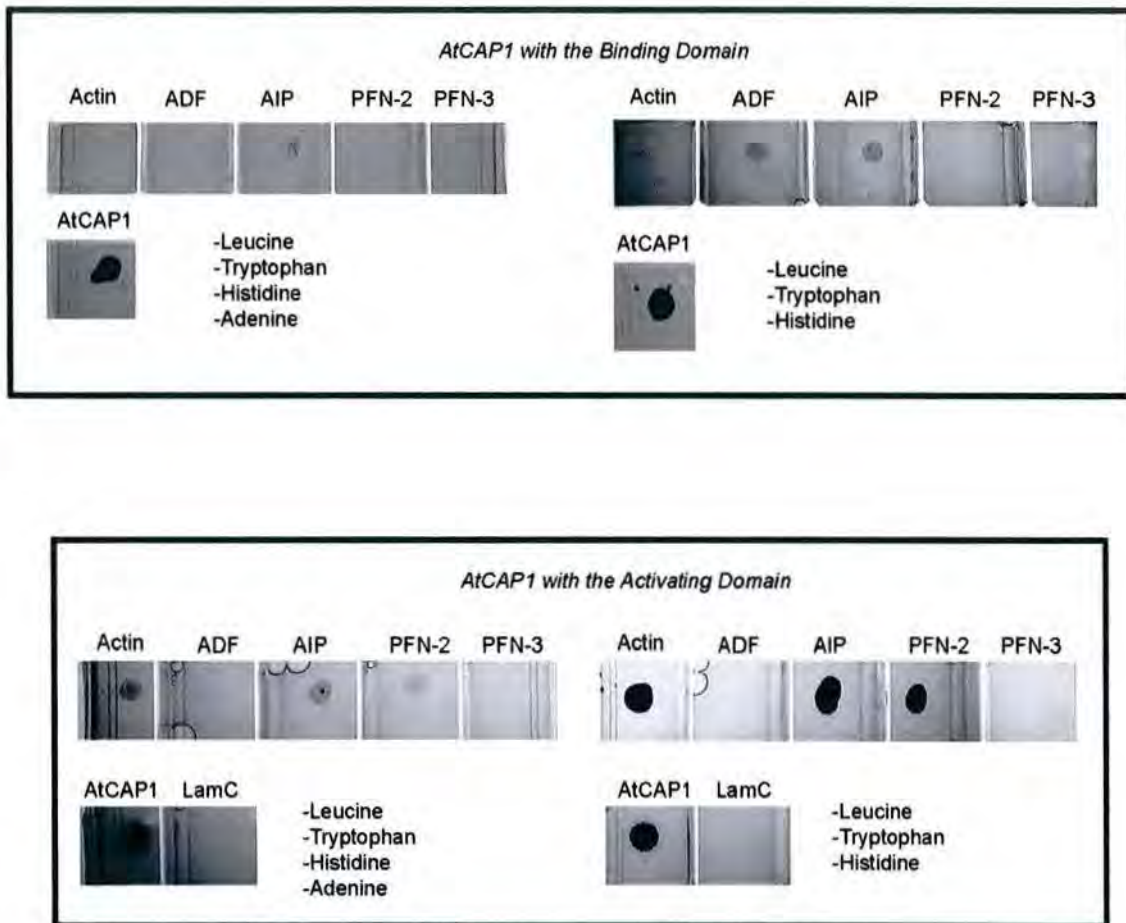 AtCAP1 with the Binding Domain
Actin ADF AIP PFN-2 PFN-3
AtCAP1
-Leucine
-Tryptophan
-Histidine
-Adenine
Actin ADF AIP PFN-2 PFN-3
AtCAP1
-Leucine
-Tryptophan
-Histidine
AtCAP1 with the Activating Domain
Actin ADF AIP PFN-2 PFN-3
AtCAP1 LamC
-Leucine
-Tryptophan
-Histidine
-Adenine
Actin ADF AIP PFN-2 PFN-3
AtCAP1 LamC
-Leucine
-Tryptophan
-Histidine